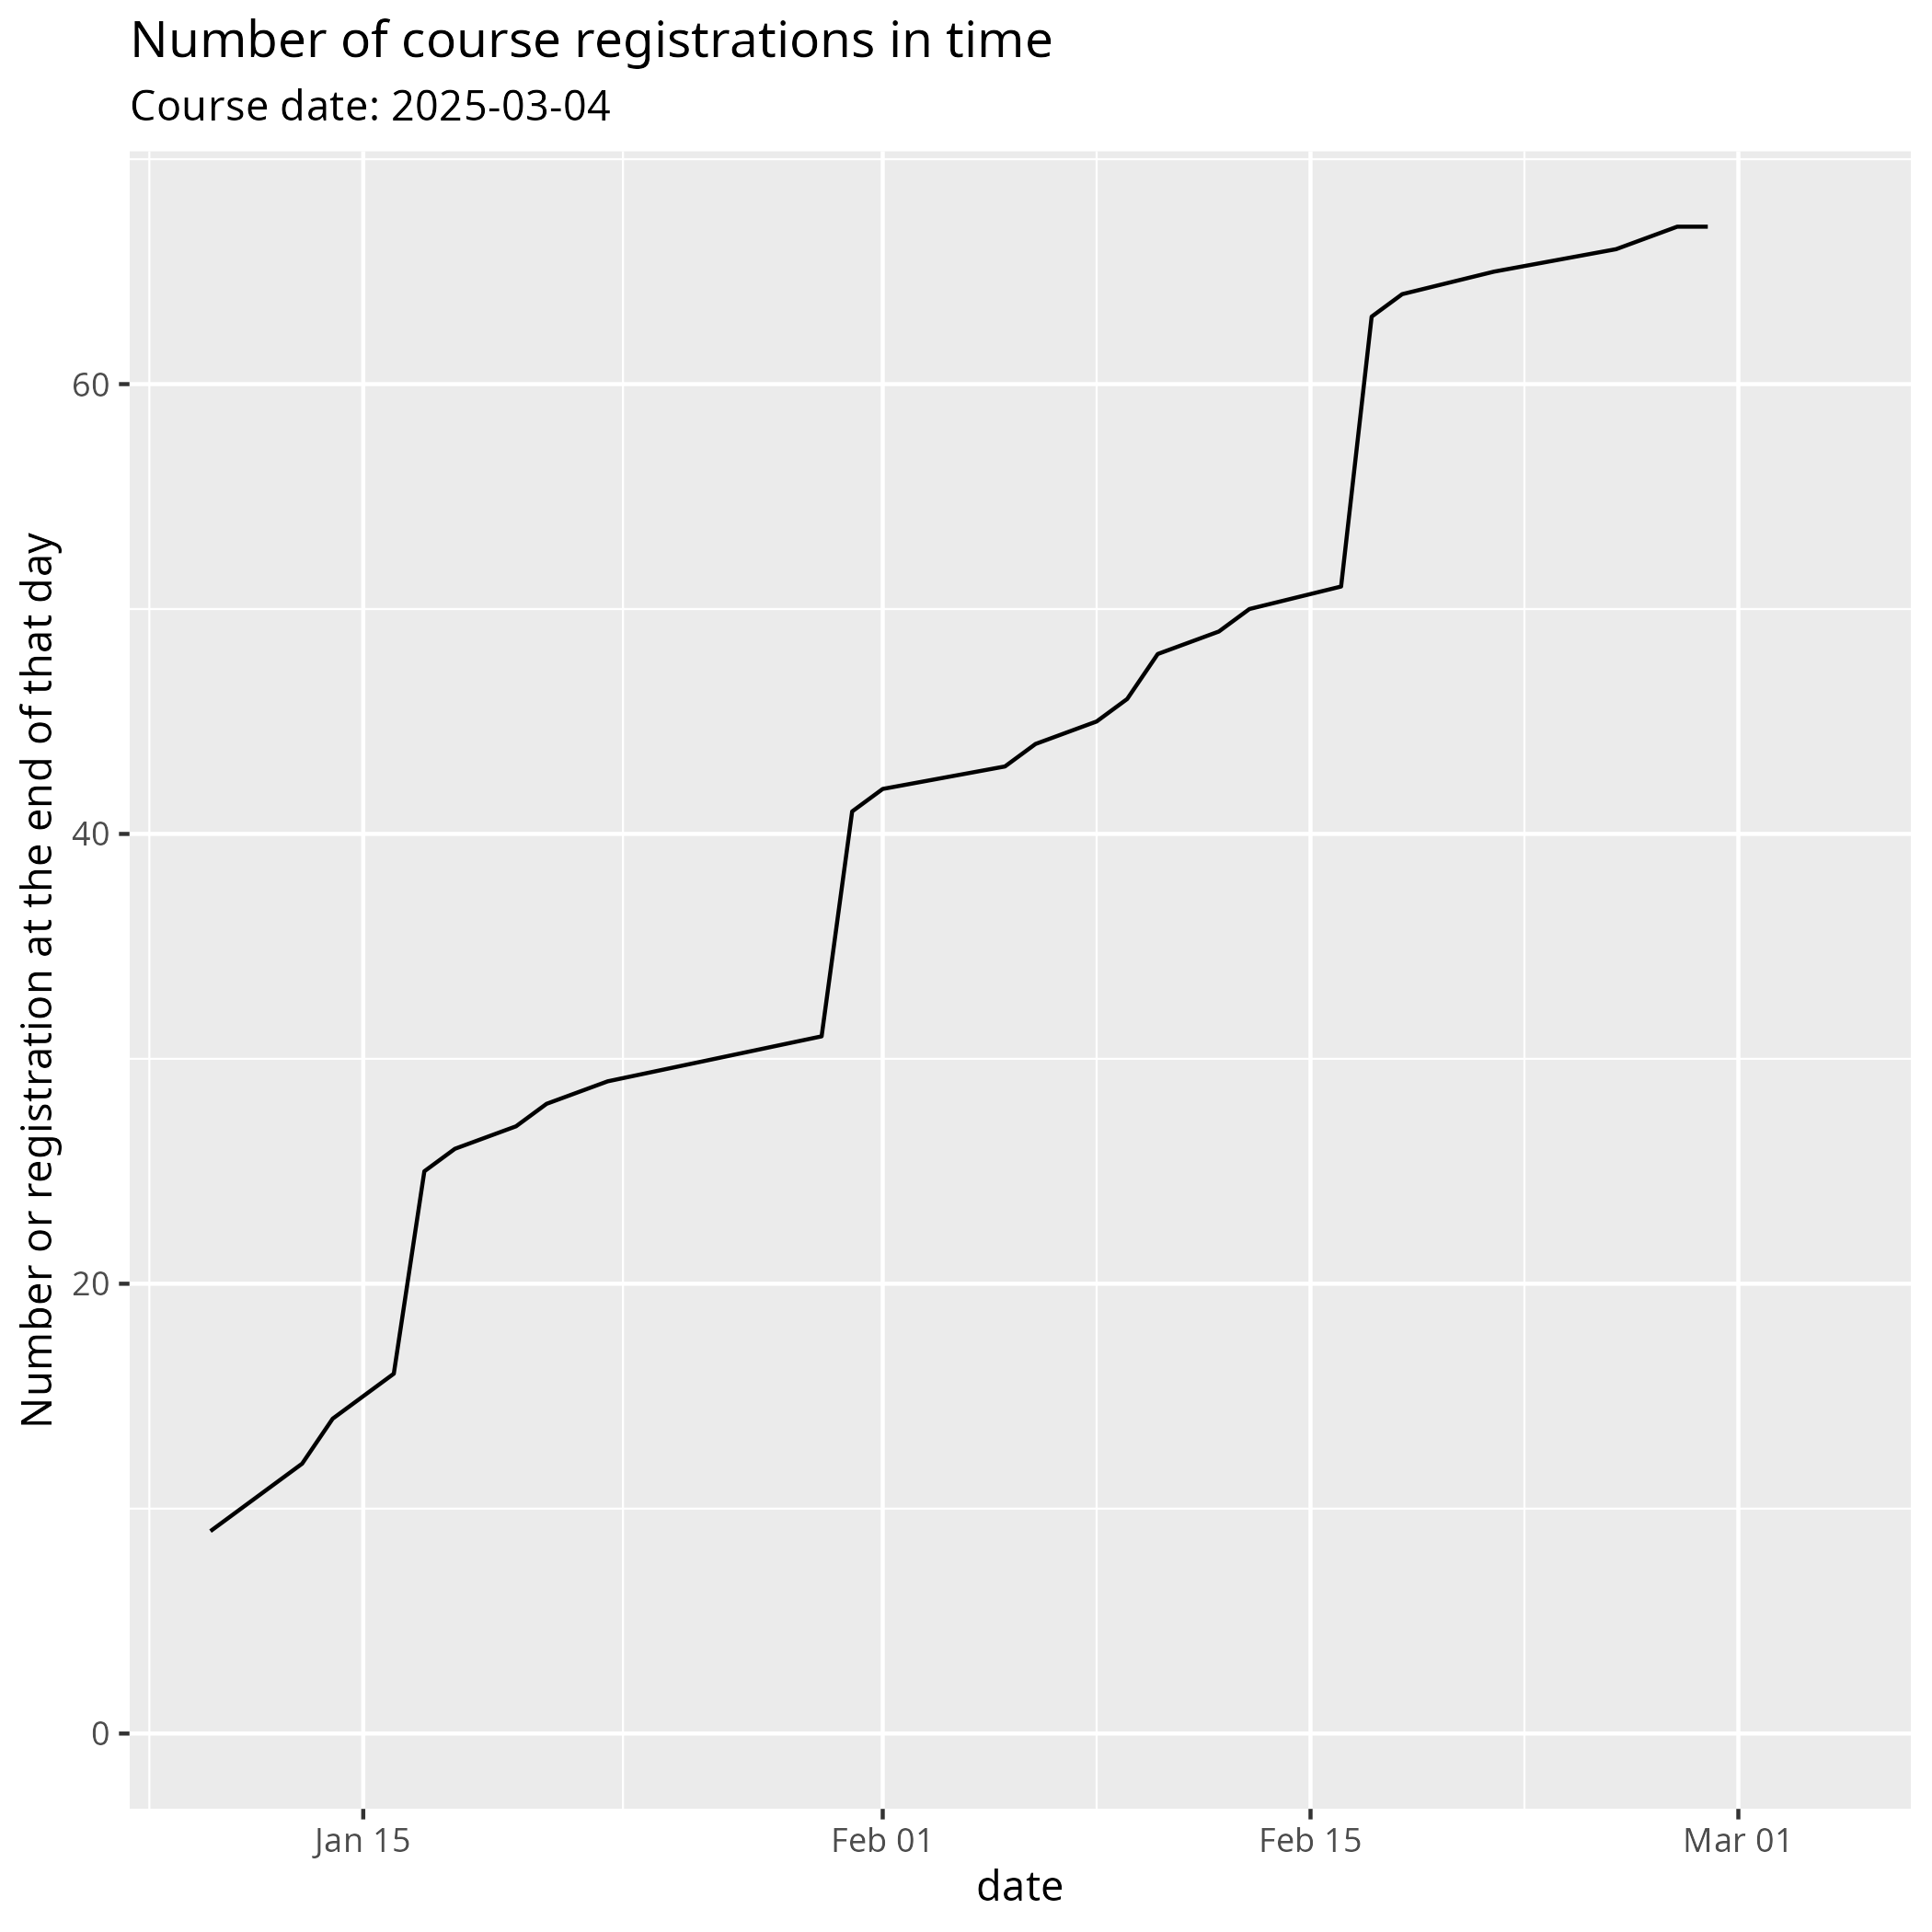 Number of course registrations in time
Course date: 2025-03-04
Number or registration at the end of that day
60
40
20
0
Jan 15
Feb 01
Feb 15
Mar 01
date